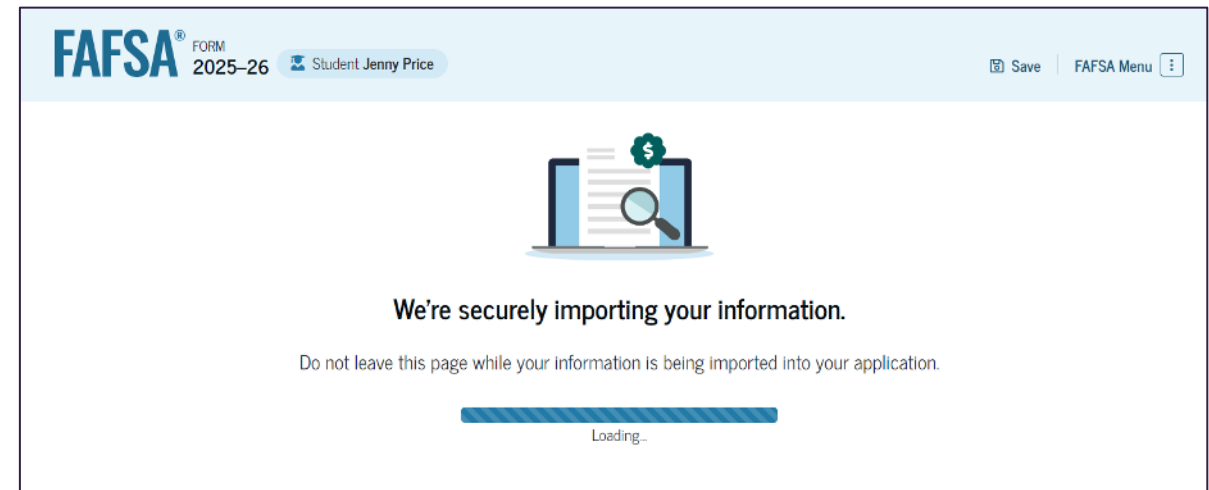 FAFSA® FORM 2025–26 Student Jenny Price Save FAFSA Menu
$
We're securely importing your information.
Do not leave this page while your information is being imported into your application.
Loading...